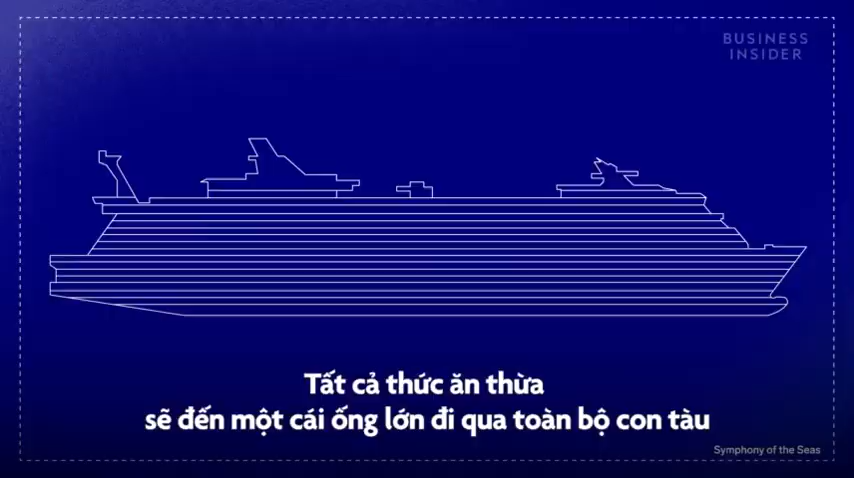 BUSINESS
INSIDER
Tất cả thức ăn thừa
sẽ đến một cái ống lớn đi qua toàn bộ con tàu
Symphony of the Seas